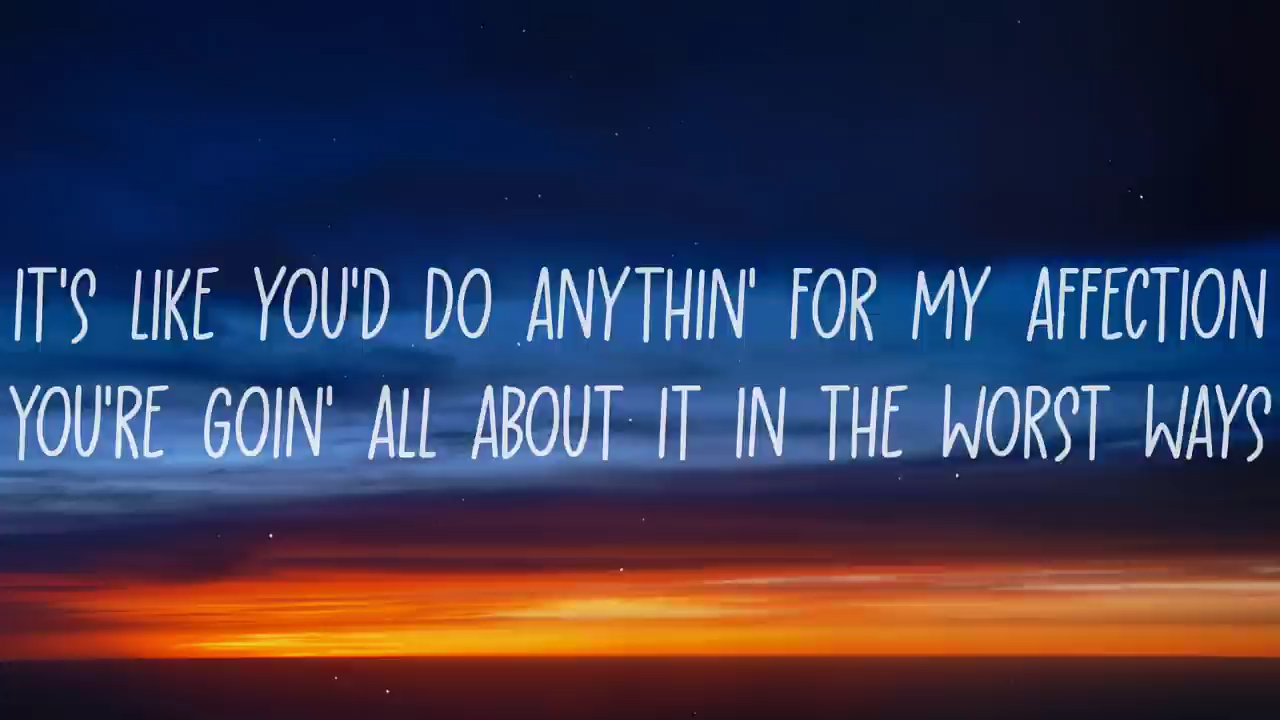 IT'S LIKE YOU'D DO ANYTHIN' FOR MY AFFECTION
YOU'RE GOIN' ALL ABOUT IT IN THE WORST WAYS